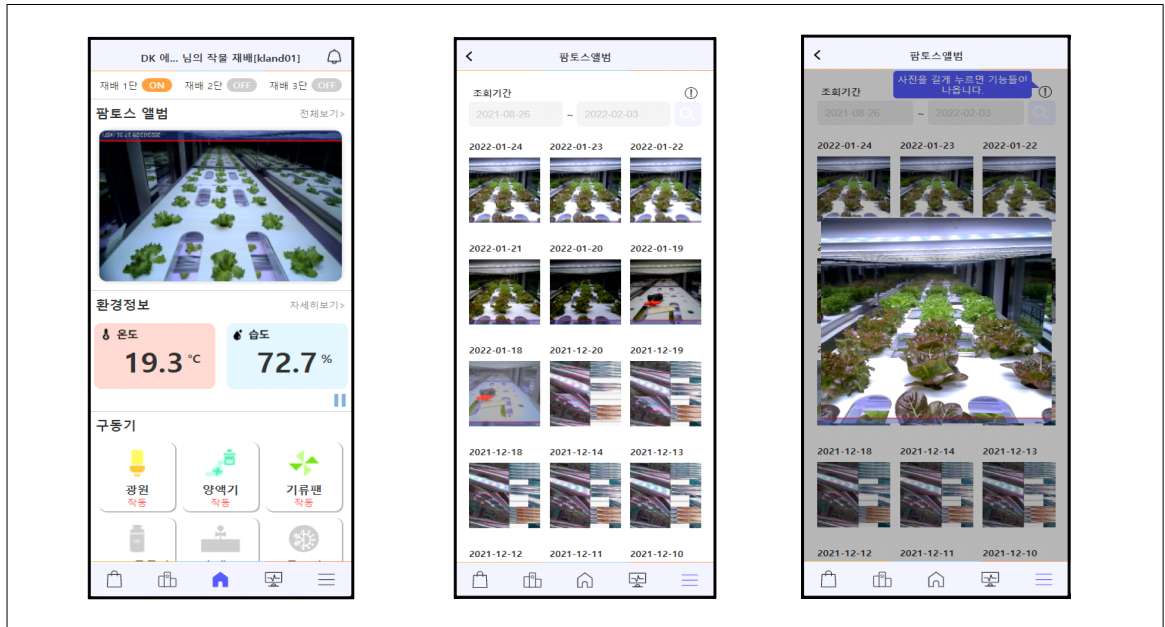 DK 에... 님의 작물 재배[kland01]
재배 1단 ON 재배 2단 OFF 재배 3단 OFF
팜토스 앨범 전체보기>
환경정보 자세히보기>
온도 습도
19.3 ℃ 72.7 %
구동기
광원 양액기 기류팬
작동 작동 작동
팜토스앨범
조회기간
2021-08-26 ~ 2022-02-03
2022-01-24 2022-01-23 2022-01-22
2022-01-21 2022-01-20 2022-01-19
2022-01-18 2021-12-20 2021-12-19
2021-12-18 2021-12-14 2021-12-13
2021-12-12 2021-12-11 2021-12-10
팜토스앨범
사진을 길게 누르면 기능들이
나옵니다.
조회기간
2021-08-26 ~ 2022-02-03
2022-01-24 2022-01-23 2022-01-22
2021-12-18 2021-12-14 2021-12-13
2021-12-12 2021-12-11 2021-12-10